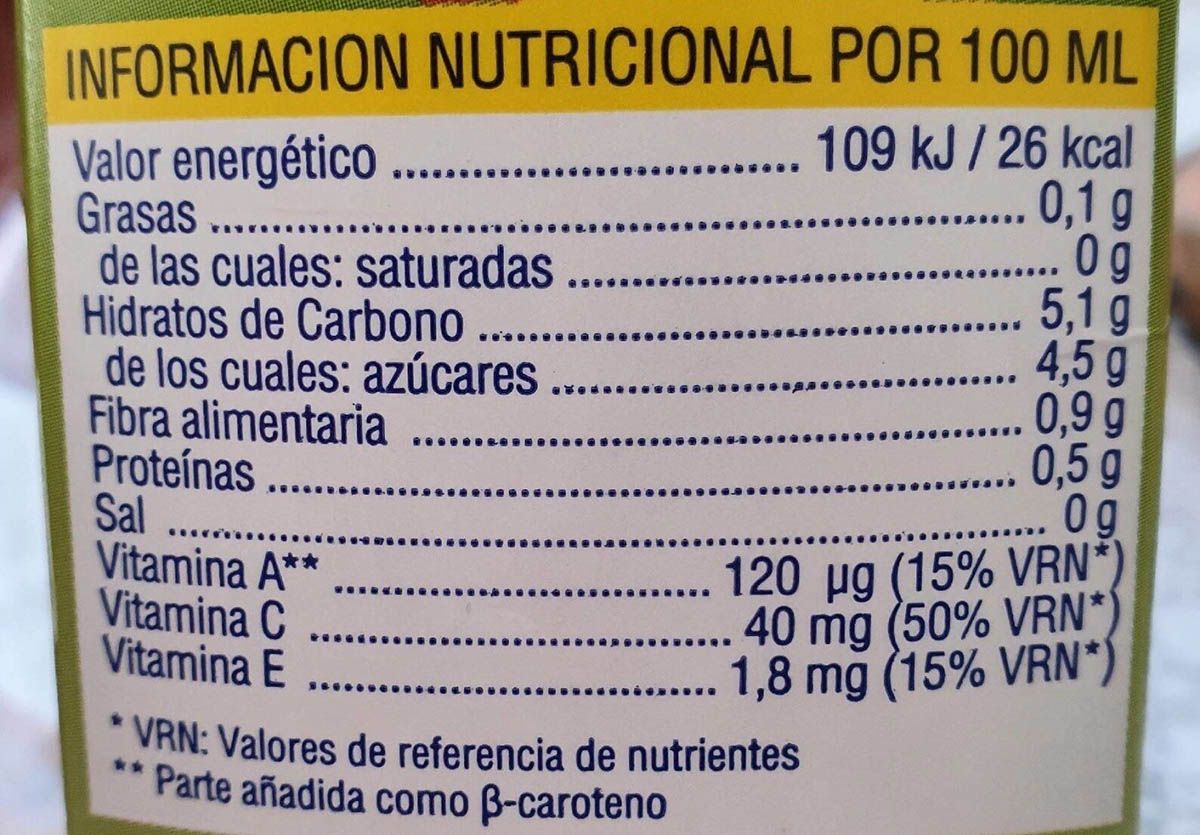 INFORMACION NUTRICIONAL POR 100 ML
Valor energético ............................ 109 kJ / 26 kcal
Grasas ............................ 0,1 g
de las cuales: saturadas ............................ 0 g
Hidratos de Carbono ............................ 5,1 g
de los cuales: azúcares ............................ 4,5 g
Fibra alimentaria ............................ 0,9 g
Proteínas ............................ 0,5 g
Sal ............................ 0 g
Vitamina A** ............................ 120 µg (15% VRN*)
Vitamina C ............................ 40 mg (50% VRN*)
Vitamina E ............................ 1,8 mg (15% VRN*)
* VRN: Valores de referencia de nutrientes
** Parte añadida como β-caroteno